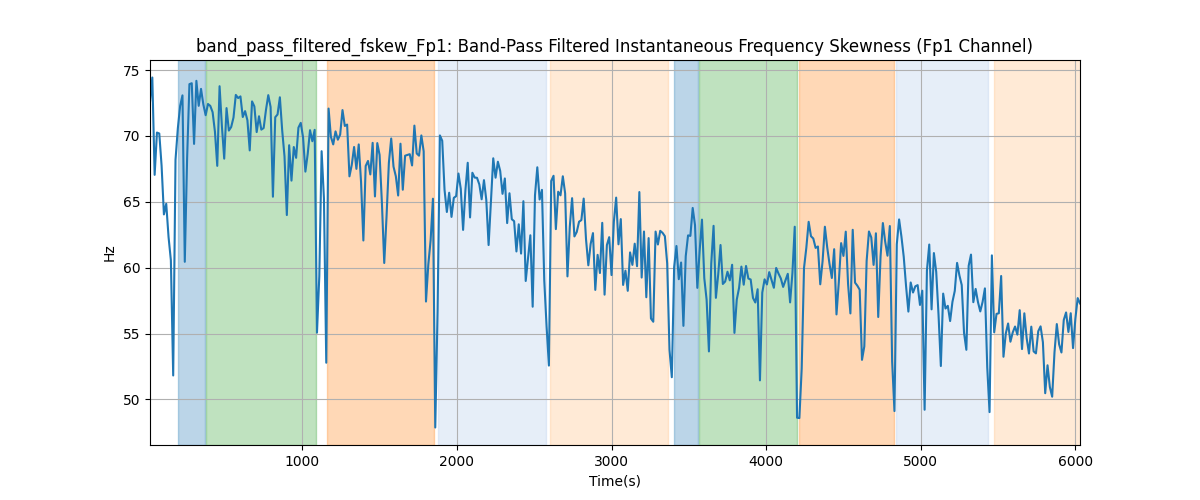 band_pass_filtered_fskew_Fp1: Band-Pass Filtered Instantaneous Frequency Skewness (Fp1 Channel)
75
70
65
60
55
50
Hz
1000 2000 3000 4000 5000 6000
Time(s)